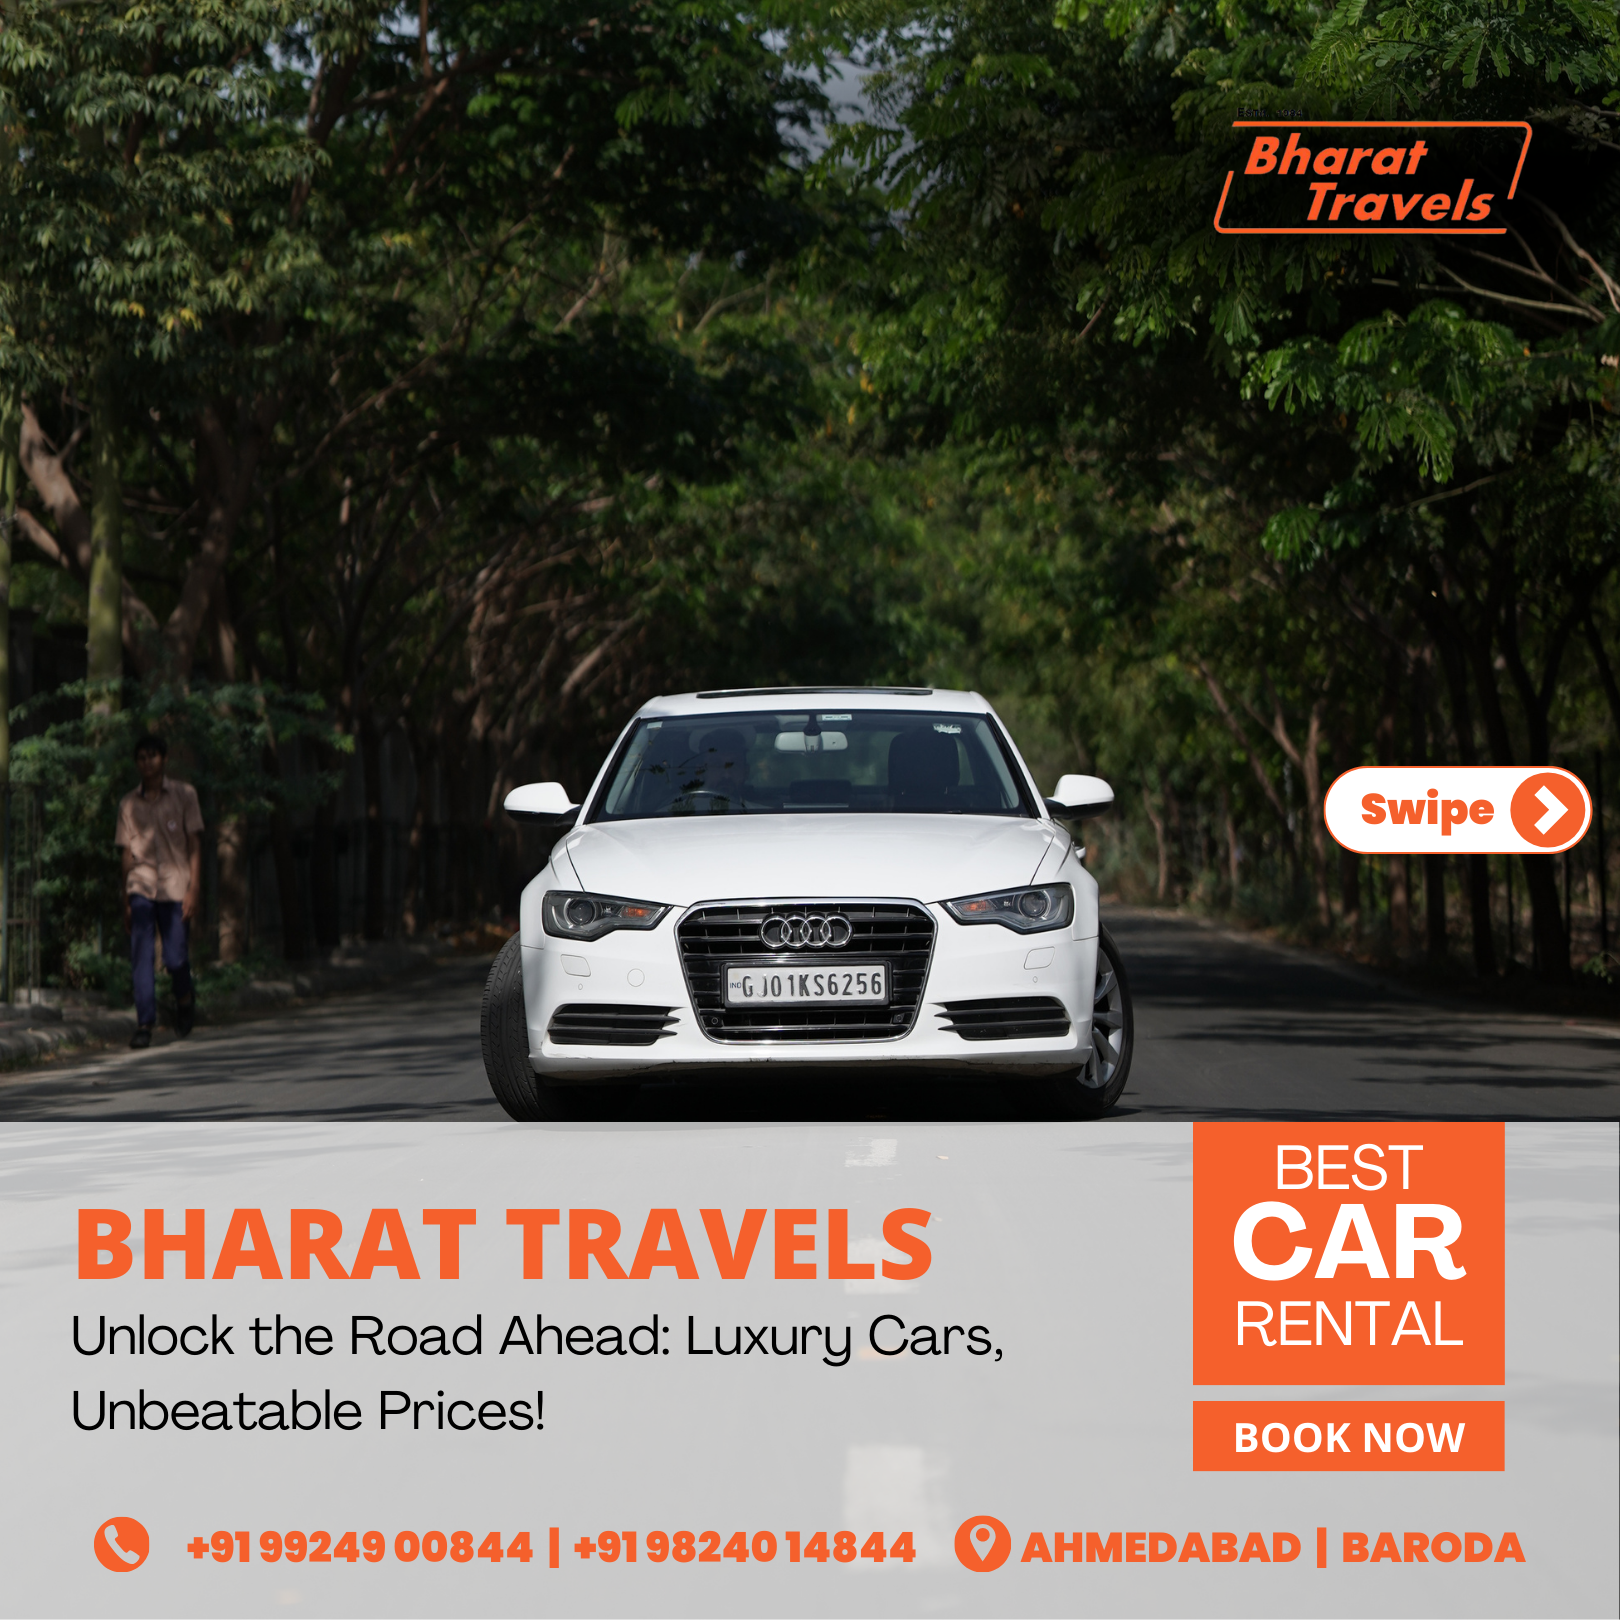 Bharat
Travels
Swipe
IND GJ01KS6256
BEST
CAR
RENTAL
BHARAT TRAVELS
Unlock the Road Ahead: Luxury Cars,
Unbeatable Prices!
BOOK NOW
+91 99249 00844 | +91 98240 14844
AHMEDABAD | BARODA